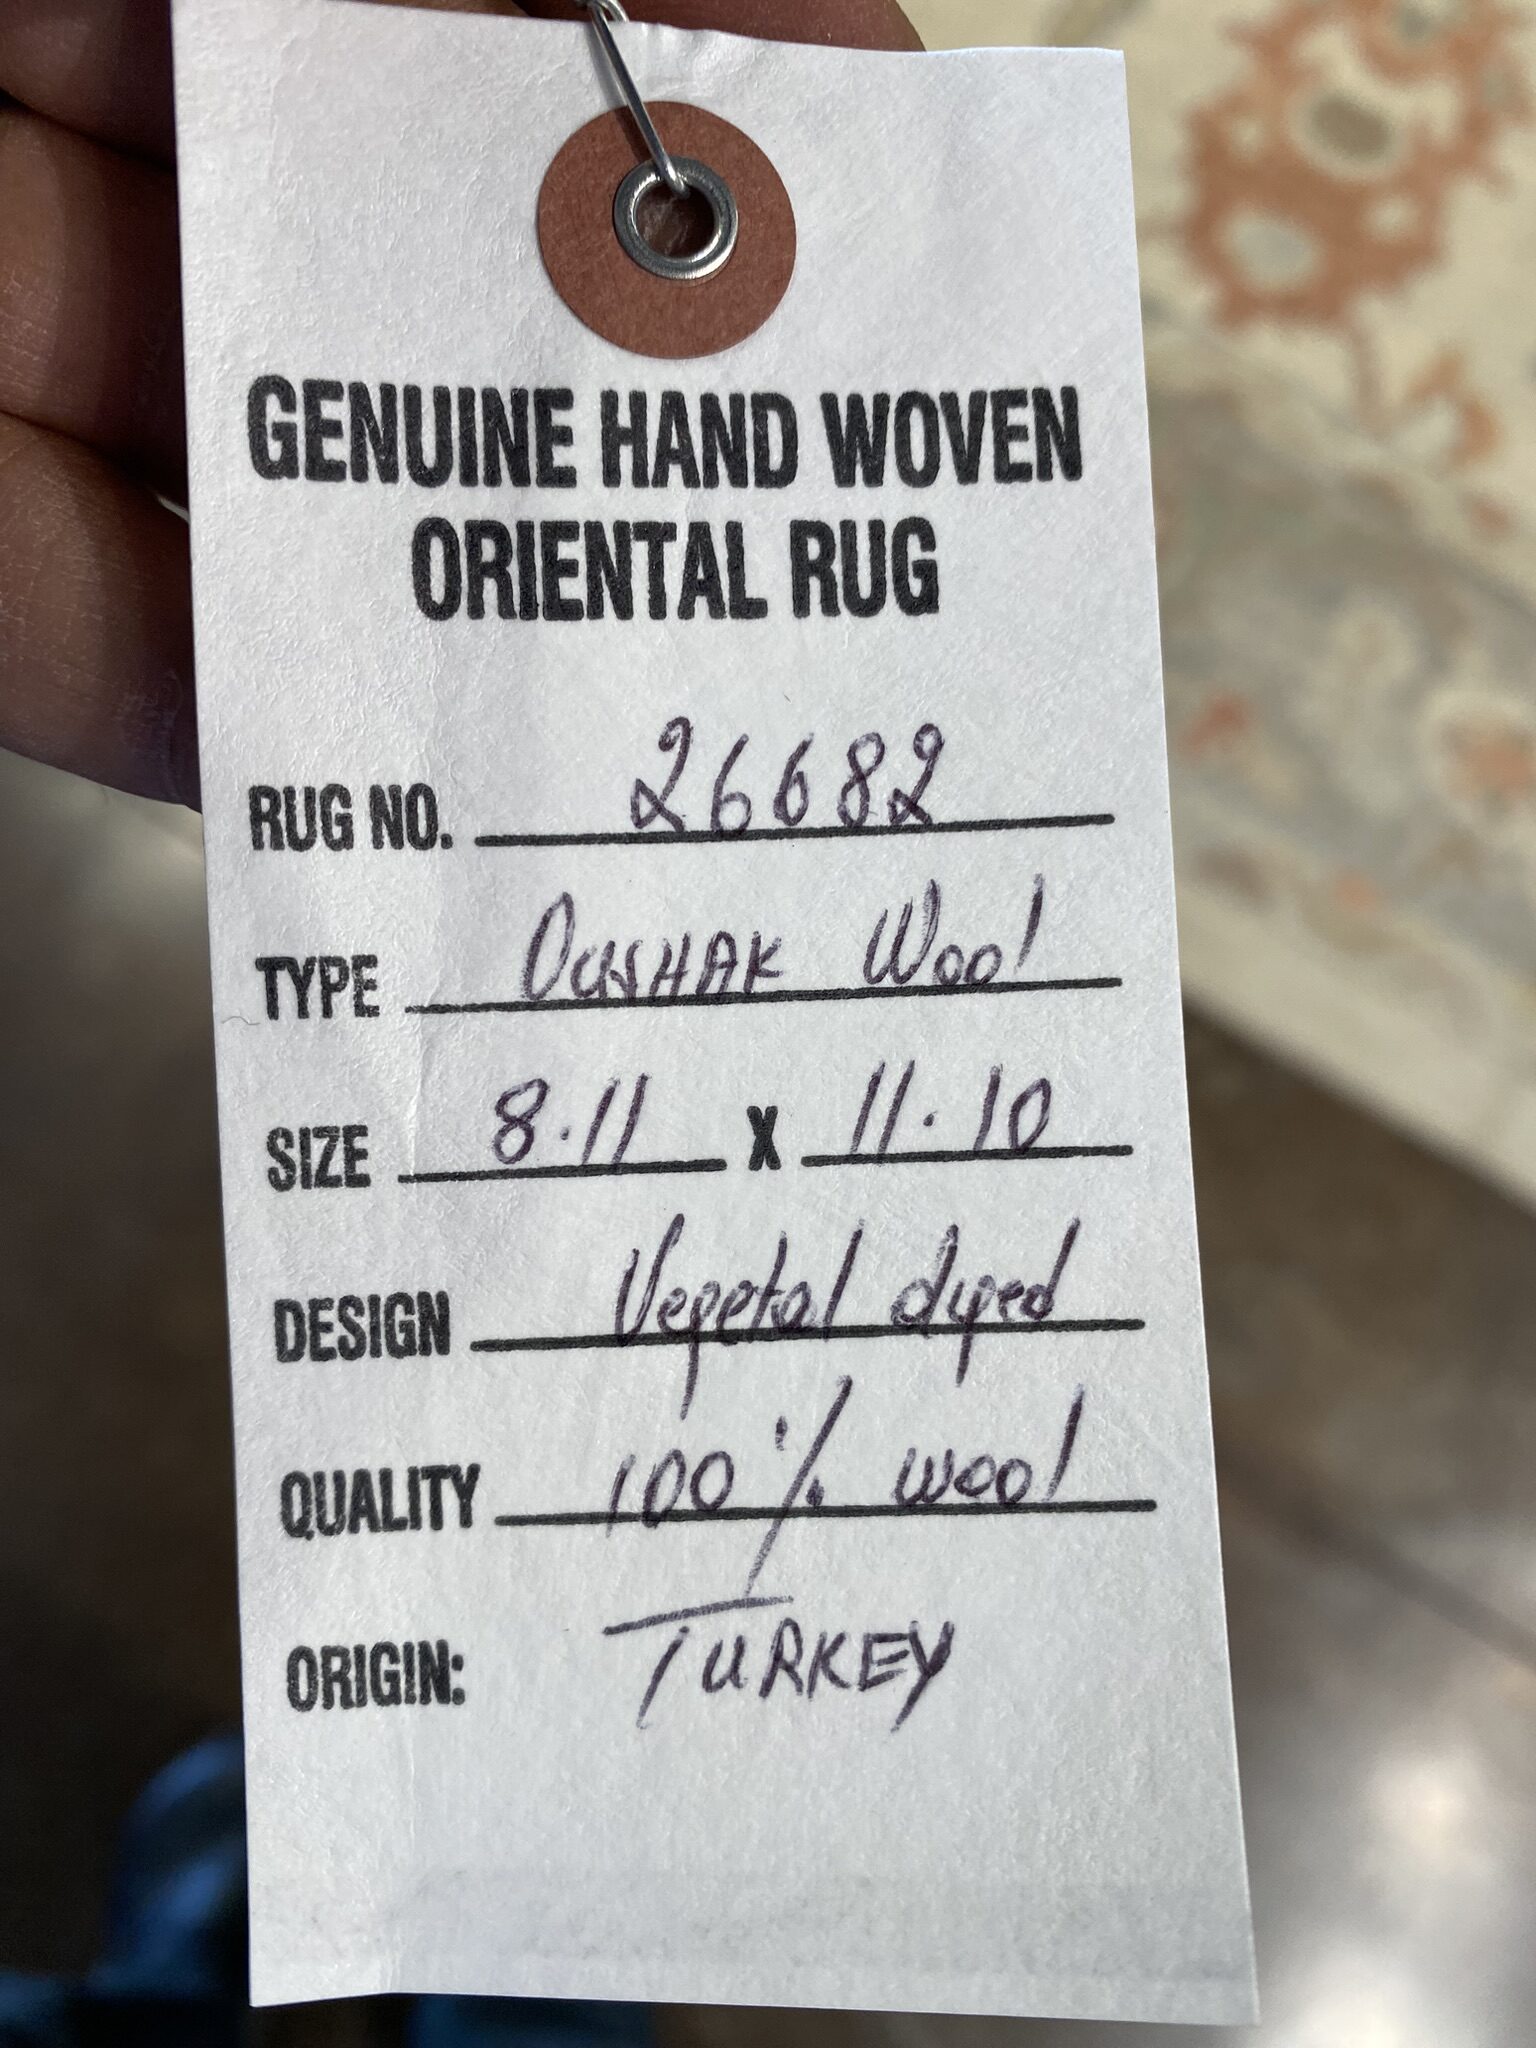 GENUINE HAND WOVEN
ORIENTAL RUG
RUG NO. 26682
TYPE OUSHAK Wool
SIZE 8.11 X 11.10
DESIGN Vegetal dyed
QUALITY 100% wool
ORIGIN: TURKEY